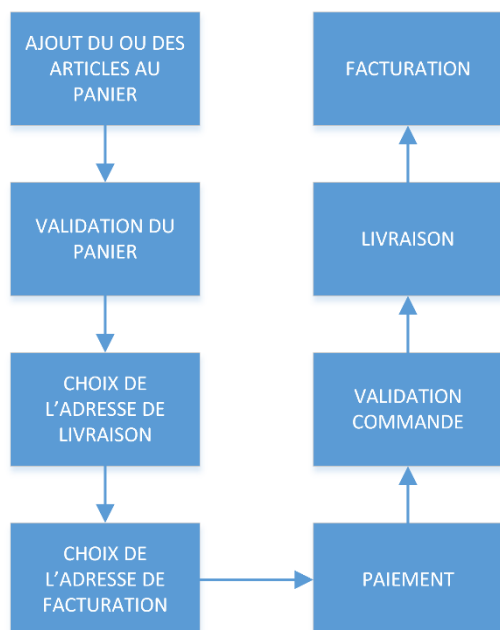 AJOUT DU OU DES
ARTICLES AU
PANIER
VALIDATION DU
PANIER
CHOIX DE
L’ADRESSE DE
LIVRAISON
CHOIX DE
L’ADRESSE DE
FACTURATION
PAIEMENT
VALIDATION
COMMANDE
LIVRAISON
FACTURATION